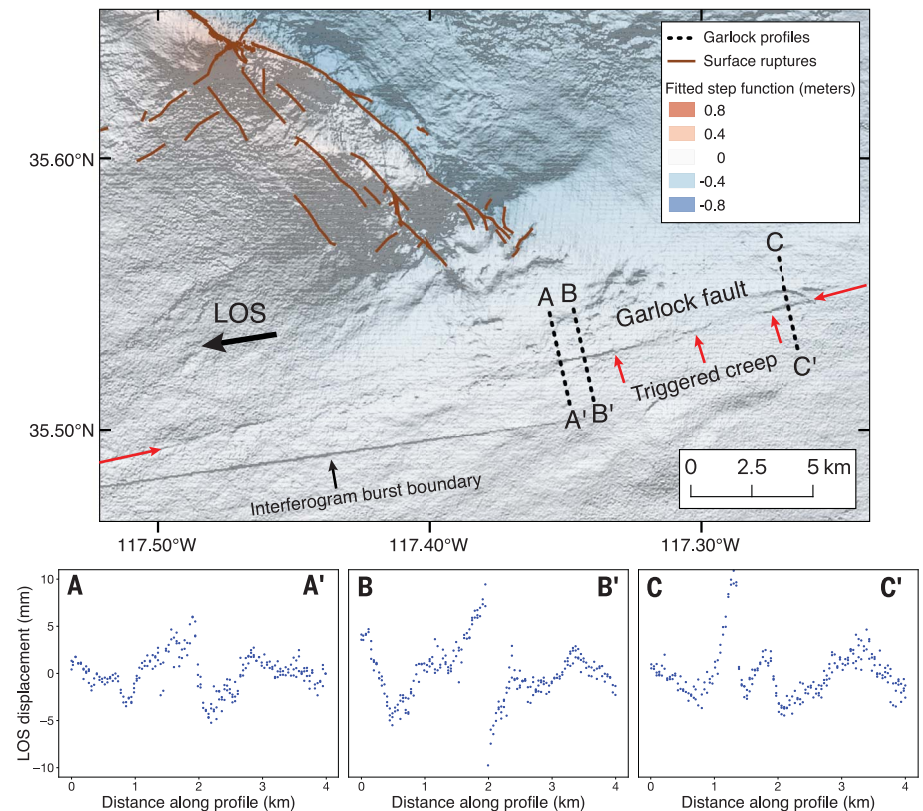 Garlock profiles
Surface ruptures
Fitted step function (meters)
0.8
0.4
0
-0.4
-0.8
35.60°N
35.50°N
LOS
A
B
C
Garlock fault
Triggered creep
A'
B'
C'
Interferogram burst boundary
0 2.5 5 km
117.50°W
117.40°W
117.30°W
A A'
B B'
C C'
LOS displacement (mm)
10
5
0
−5
−10
0 1 2 3 4
0 1 2 3 4
0 1 2 3 4
Distance along profile (km)
Distance along profile (km)
Distance along profile (km)